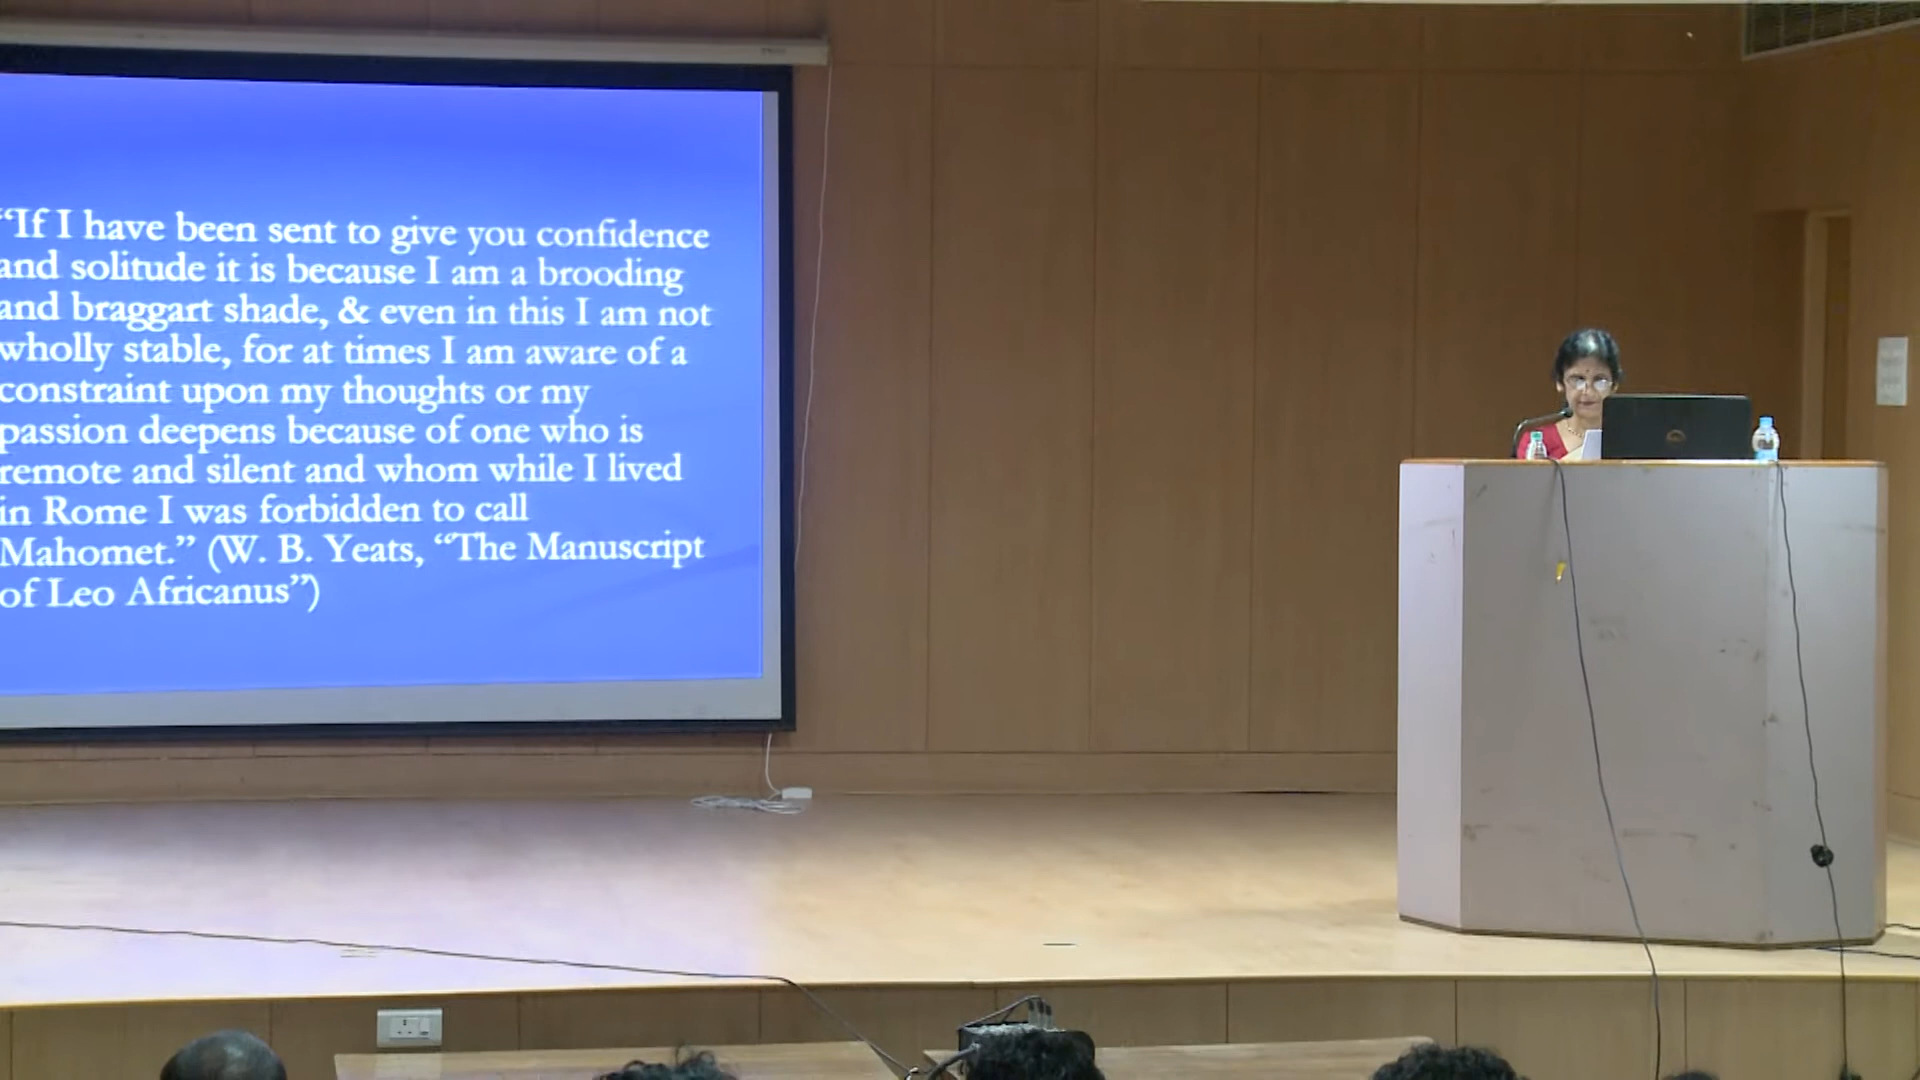 “If I have been sent to give you confidence
and solitude it is because I am a brooding
and braggart shade, & even in this I am not
wholly stable, for at times I am aware of a
constraint upon my thoughts or my
passion deepens because of one who is
remote and silent and whom while I lived
in Rome I was forbidden to call
Mahomet.” (W. B. Yeats, “The Manuscript
of Leo Africanus”)